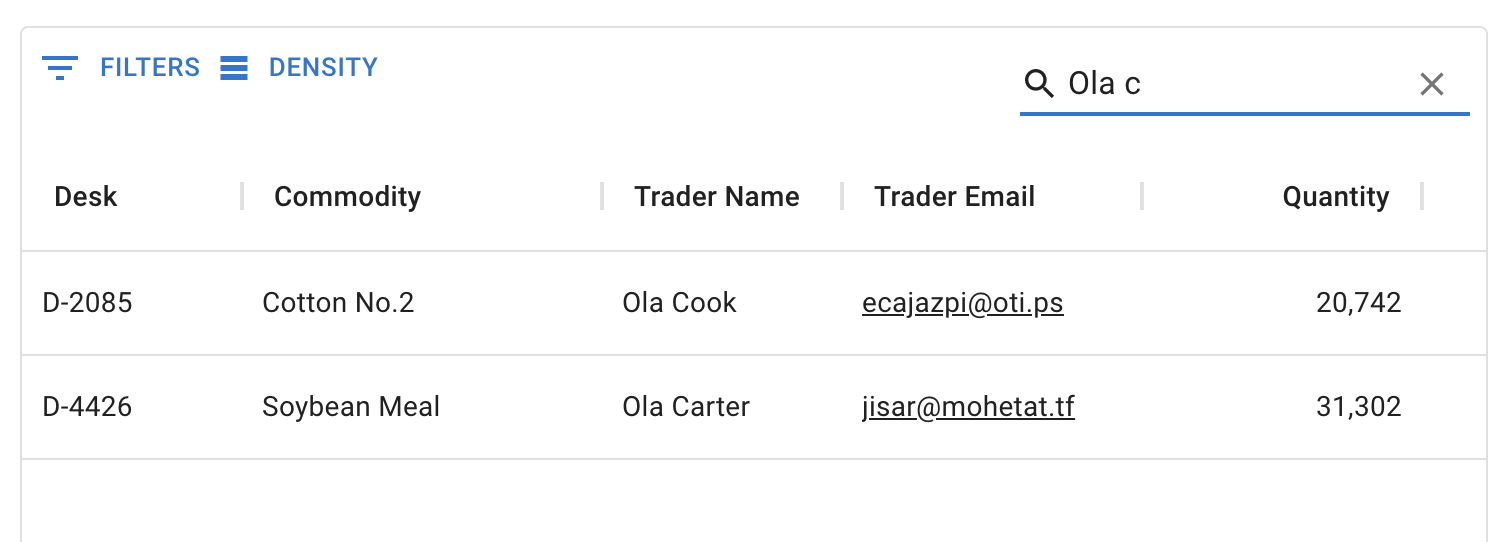 FILTERS DENSITY
Ola c
Desk Commodity Trader Name Trader Email Quantity
D-2085 Cotton No.2 Ola Cook ecajazpi@oti.ps 20,742
D-4426 Soybean Meal Ola Carter jisar@mohetat.tf 31,302